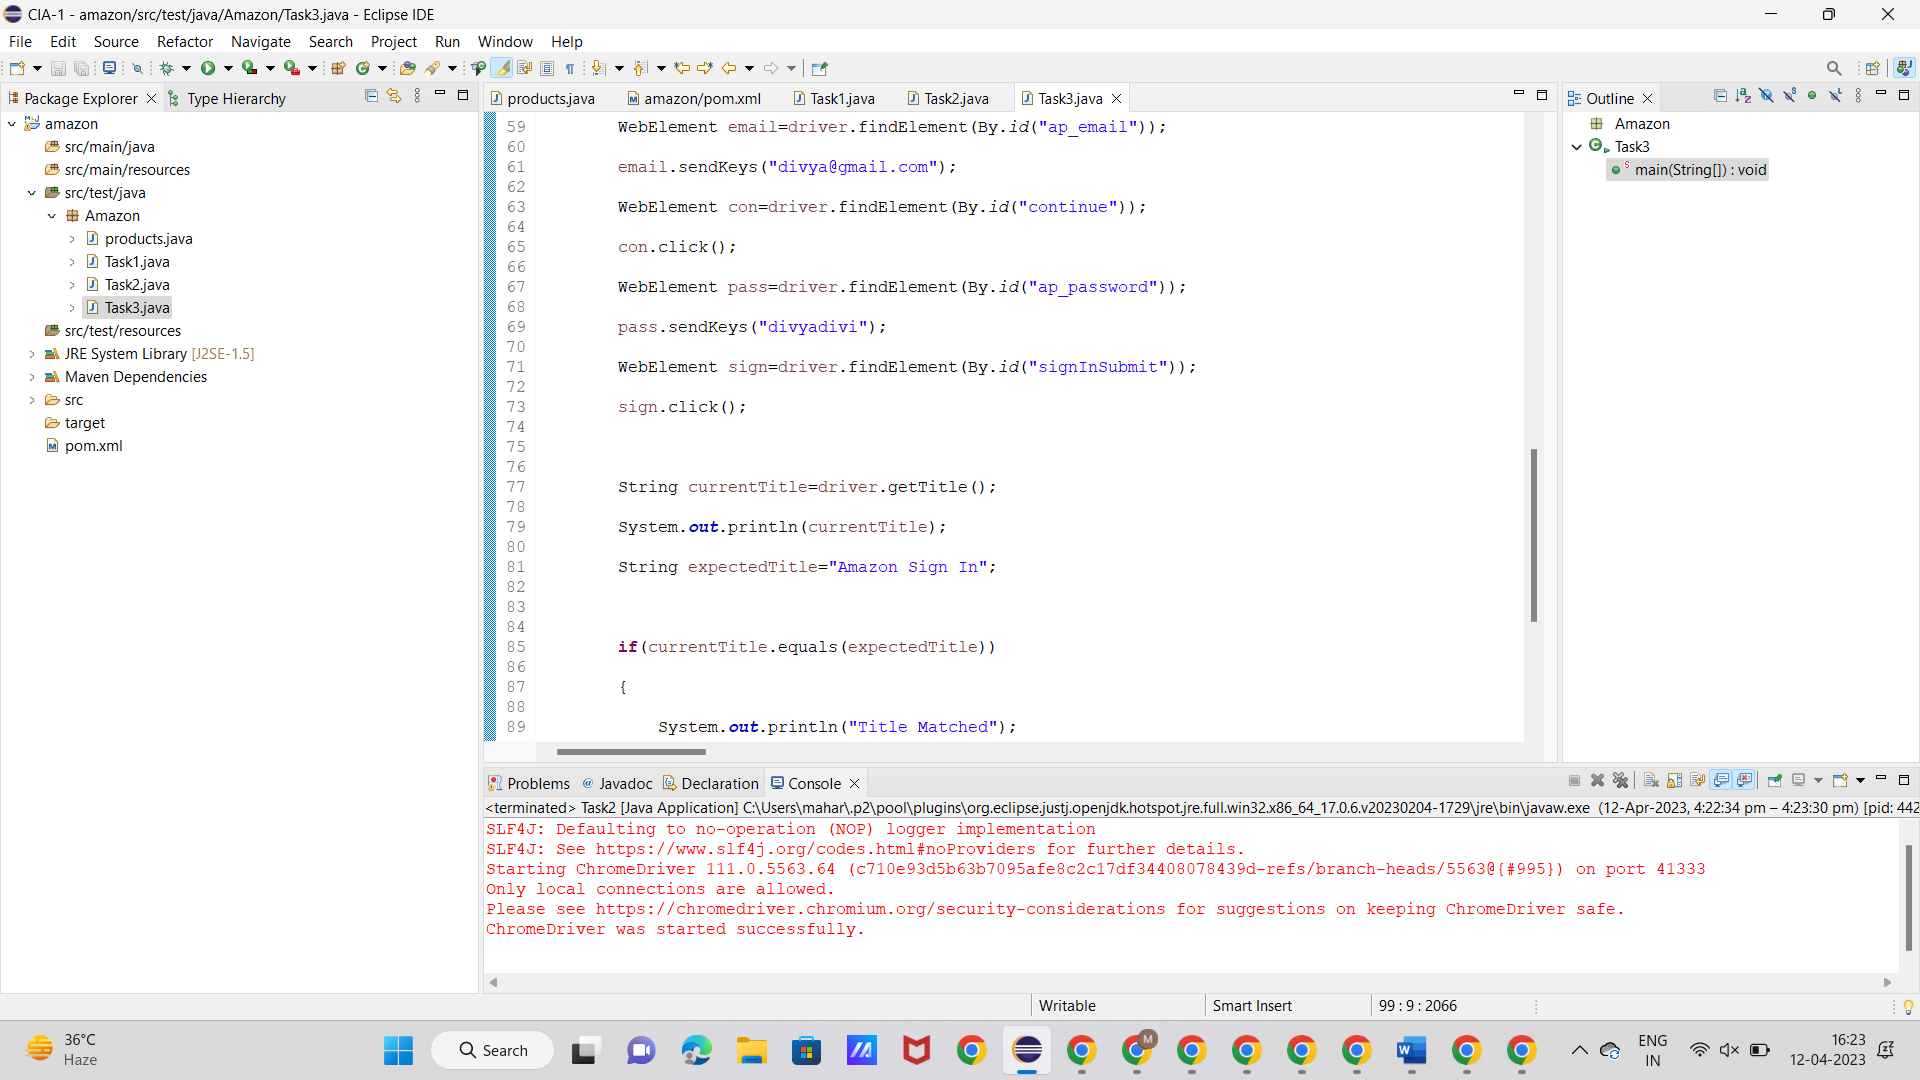 CIA-1 - amazon/src/test/java/Amazon/Task3.java - Eclipse IDE
File Edit Source Refactor Navigate Search Project Run Window Help
Package Explorer Type Hierarchy
amazon
src/main/java
src/main/resources
src/test/java
Amazon
products.java
Task1.java
Task2.java
Task3.java
src/test/resources
JRE System Library [J2SE-1.5]
Maven Dependencies
src
target
pom.xml
products.java amazon/pom.xml Task1.java Task2.java Task3.java
59 WebElement email=driver.findElement(By.id("ap_email"));
60
61 email.sendKeys("divya@gmail.com");
62
63 WebElement con=driver.findElement(By.id("continue"));
64
65 con.click();
66
67 WebElement pass=driver.findElement(By.id("ap_password"));
68
69 pass.sendKeys("divyadivi");
70
71 WebElement sign=driver.findElement(By.id("signInSubmit"));
72
73 sign.click();
74
75
76
77 String currentTitle=driver.getTitle();
78
79 System.out.println(currentTitle);
80
81 String expectedTitle="Amazon Sign In";
82
83
84
85 if(currentTitle.equals(expectedTitle))
86
87 {
88
89 System.out.println("Title Matched");
Outline
Amazon
Task3
main(String[]) : void
Problems Javadoc Declaration Console
<terminated> Task2 [Java Application] C:\Users\mahar\.p2\pool\plugins\org.eclipse.justj.openjdk.hotspot.jre.full.win32.x86_64_17.0.6.v20230204-1729\jre\bin\javaw.exe (12-Apr-2023, 4:22:34 pm – 4:23:30 pm) [pid: 442
SLF4J: Defaulting to no-operation (NOP) logger implementation
SLF4J: See https://www.slf4j.org/codes.html#noProviders for further details.
Starting ChromeDriver 111.0.5563.64 (c710e93d5b63b7095afe8c2c17df34408078439d-refs/branch-heads/5563@{#995}) on port 41333
Only local connections are allowed.
Please see https://chromedriver.chromium.org/security-considerations for suggestions on keeping ChromeDriver safe.
ChromeDriver was started successfully.
Writable Smart Insert 99 : 9 : 2066
36°C
Haze
Search
M
ENG
IN
16:23
12-04-2023